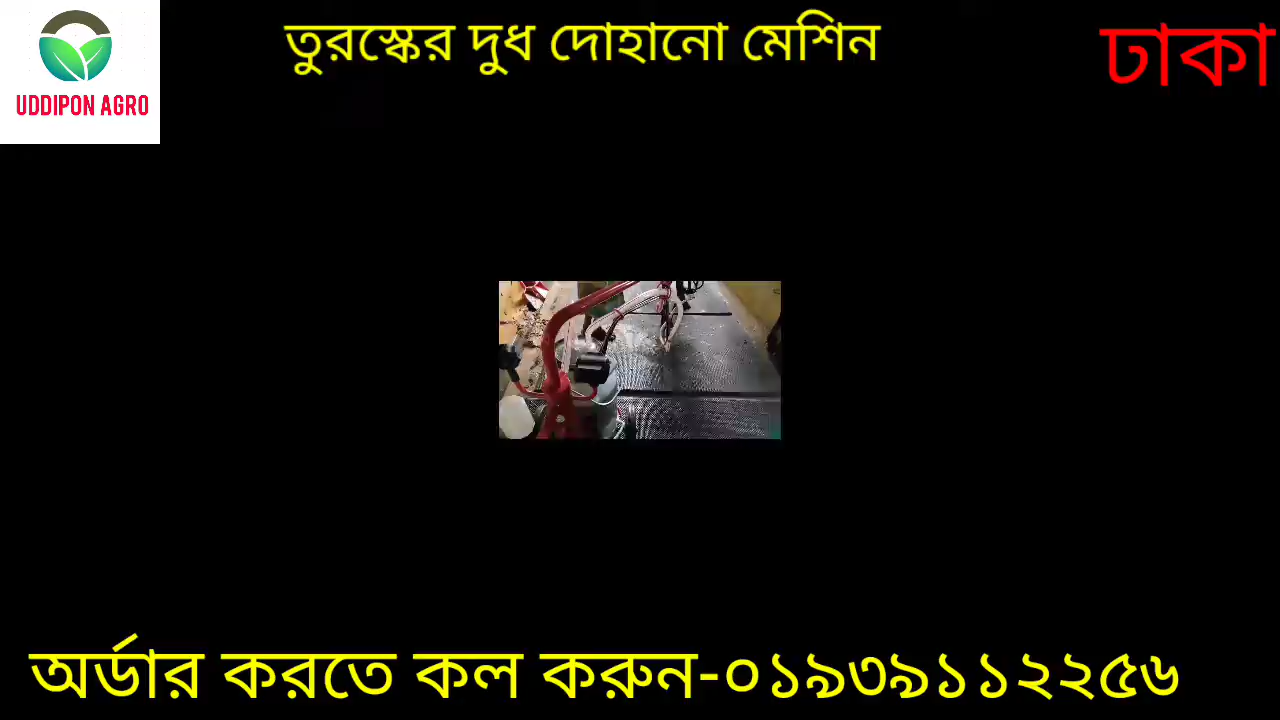 UDDIPON AGRO
তুরস্কের দুধ দোহানো মেশিন
ঢাকা
অর্ডার করতে কল করুন-০১৯৩৯১১২২৫৬